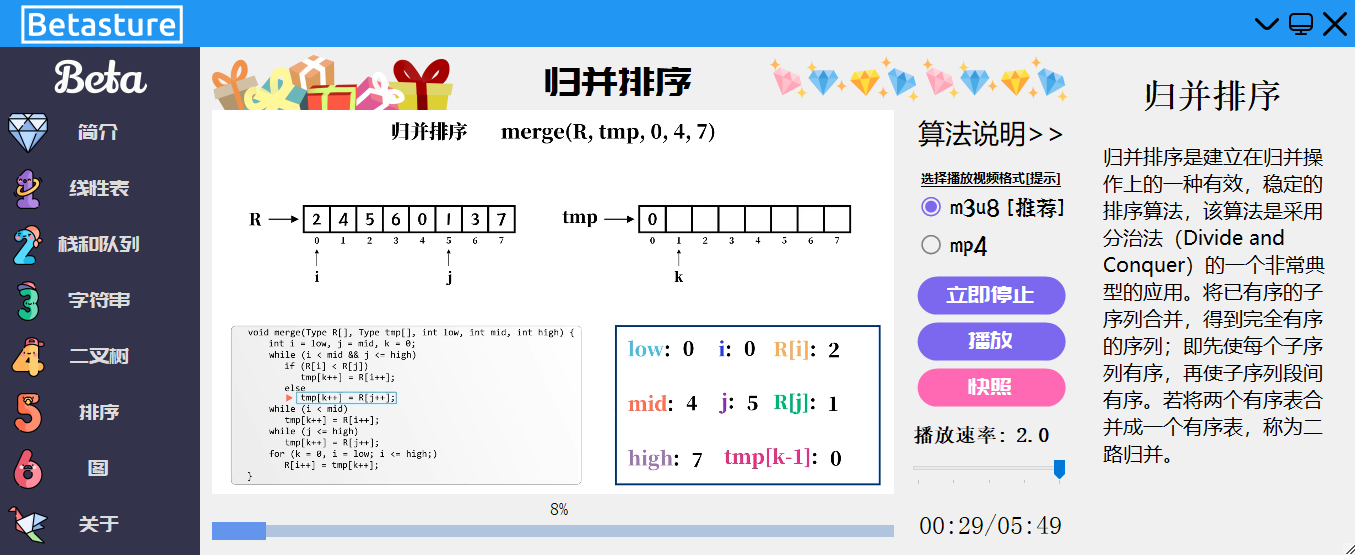 Betasture
Beta
简介
线性表
栈和队列
字符串
二叉树
排序
图
关于
归并排序
归并排序 merge(R, tmp, 0, 4, 7)
R 2 4 5 6 0 1 3 7
0 1 2 3 4 5 6 7
i j
tmp 0
0 1 2 3 4 5 6 7
k
void merge(Type R[], Type tmp[], int low, int mid, int high) {
int i = low, j = mid, k = 0;
while (i < mid && j <= high)
if (R[i] < R[j])
tmp[k++] = R[i++];
else
tmp[k++] = R[j++];
while (i < mid)
tmp[k++] = R[i++];
while (j <= high)
tmp[k++] = R[j++];
for (k = 0, i = low; i <= high;)
R[i++] = tmp[k++];
}
low: 0 i: 0 R[i]: 2
mid: 4 j: 5 R[j]: 1
high: 7 tmp[k-1]: 0
8%
算法说明>>
选择播放视频格式[提示]
m3u8 [推荐]
mp4
立即停止
播放
快照
播放速率: 2.0
00:29/05:49
归并排序
归并排序是建立在归并操
作上的一种有效，稳定的
排序算法，该算法是采用
分治法（Divide and
Conquer）的一个非常典
型的应用。将已有序的子
序列合并，得到完全有序
的序列；即先使每个子序
列有序，再使子序列段间
有序。若将两个有序表合
并成一个有序表，称为二
路归并。